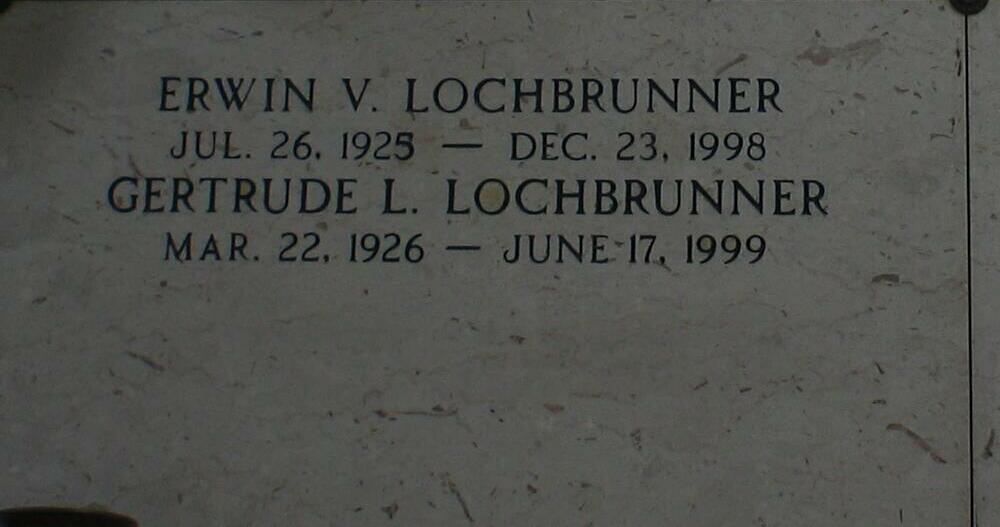 ERWIN V. LOCHBRUNNER
JUL. 26, 1925 — DEC. 23, 1998
GERTRUDE L. LOCHBRUNNER
MAR. 22, 1926 — JUNE 17, 1999